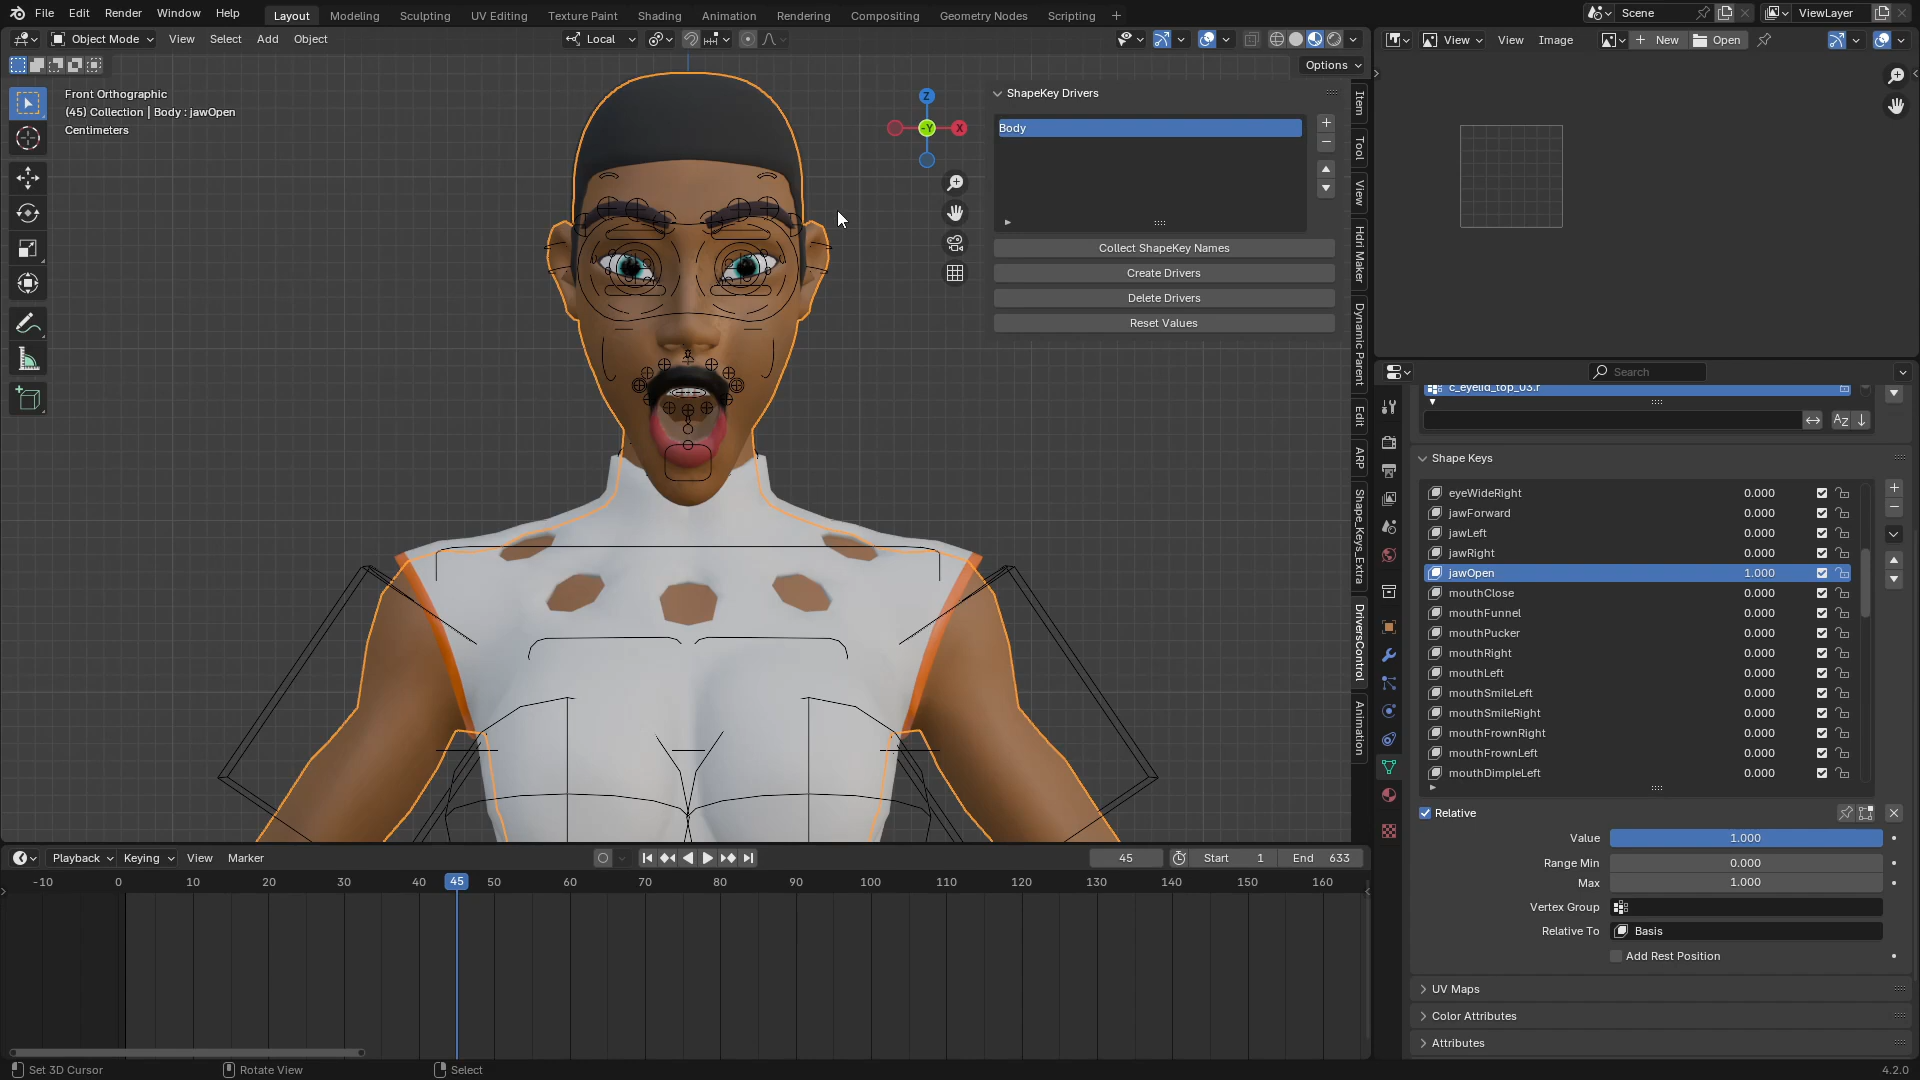 File Edit Render Window Help Layout Modeling Sculpting UV Editing Texture Paint Shading Animation Rendering Compositing Geometry Nodes Scripting + Scene ViewLayer
Object Mode View Select Add Object Local View View Image New Open
Options
Front Orthographic
(45) Collection | Body : jawOpen
Centimeters
Z
-Y
X
ShapeKey Drivers
Body
Collect ShapeKey Names
Create Drivers
Delete Drivers
Reset Values
Item
Tool
View
Hdri Maker
Dynamic Parent
Edit
ARP
Shape_Keys_Extra
DriversControl
Animation
Search
c_eyelid_top_03.r
Shape Keys
eyeWideRight 0.000
jawForward 0.000
jawLeft 0.000
jawRight 0.000
jawOpen 1.000
mouthClose 0.000
mouthFunnel 0.000
mouthPucker 0.000
mouthRight 0.000
mouthLeft 0.000
mouthSmileLeft 0.000
mouthSmileRight 0.000
mouthFrownRight 0.000
mouthFrownLeft 0.000
mouthDimpleLeft 0.000
Relative
Value 1.000
Range Min 0.000
Max 1.000
Vertex Group
Relative To Basis
Add Rest Position
UV Maps
Color Attributes
Attributes
Playback Keying View Marker 45 Start 1 End 633
-10 0 10 20 30 40 45 50 60 70 80 90 100 110 120 130 140 150 160
Set 3D Cursor Rotate View Select 4.2.0